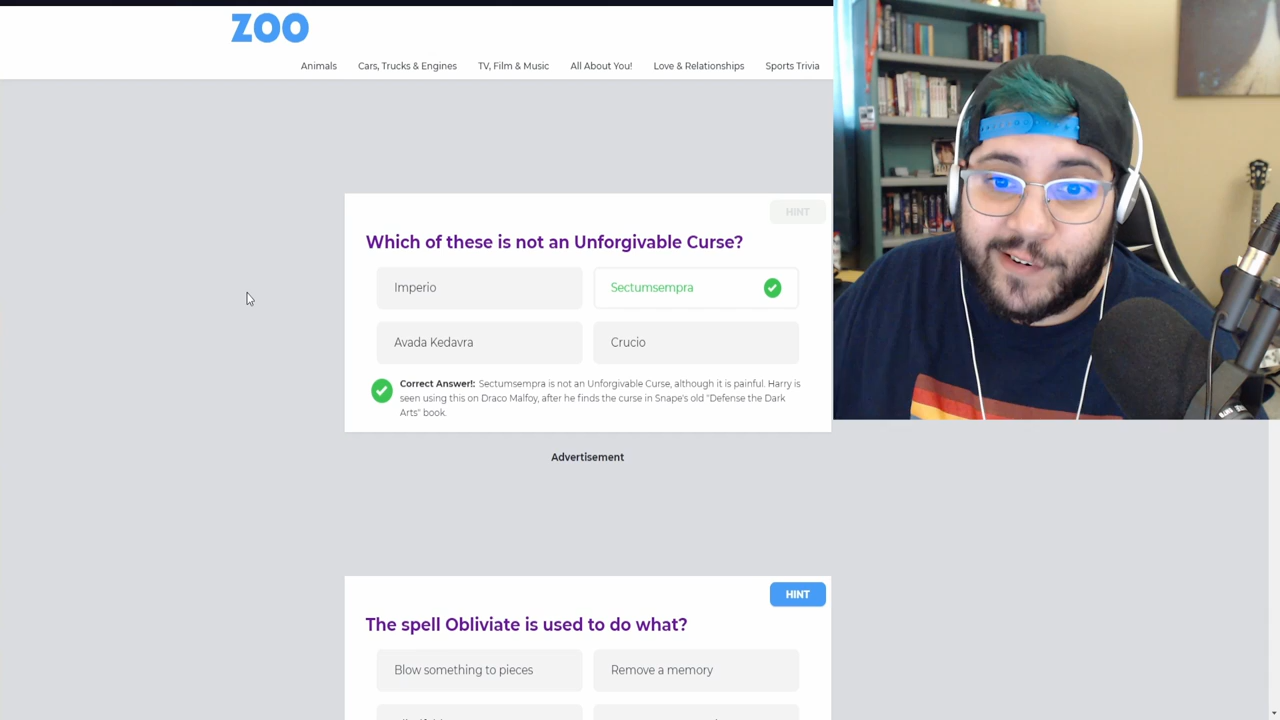 ZOO
Animals Cars, Trucks & Engines TV, Film & Music All About You! Love & Relationships Sports Trivia
HINT
Which of these is not an Unforgivable Curse?
Imperio Sectumsempra
Avada Kedavra Crucio
Correct Answer!: Sectumsempra is not an Unforgivable Curse, although it is painful. Harry is
seen using this on Draco Malfoy, after he finds the curse in Snape's old "Defense the Dark
Arts" book.
Advertisement
HINT
The spell Obliviate is used to do what?
Blow something to pieces Remove a memory